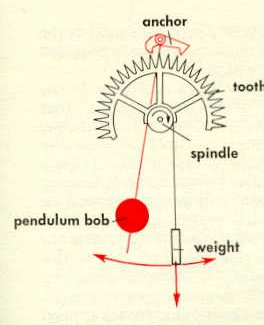 anchor
tooth
spindle
pendulum bob
weight